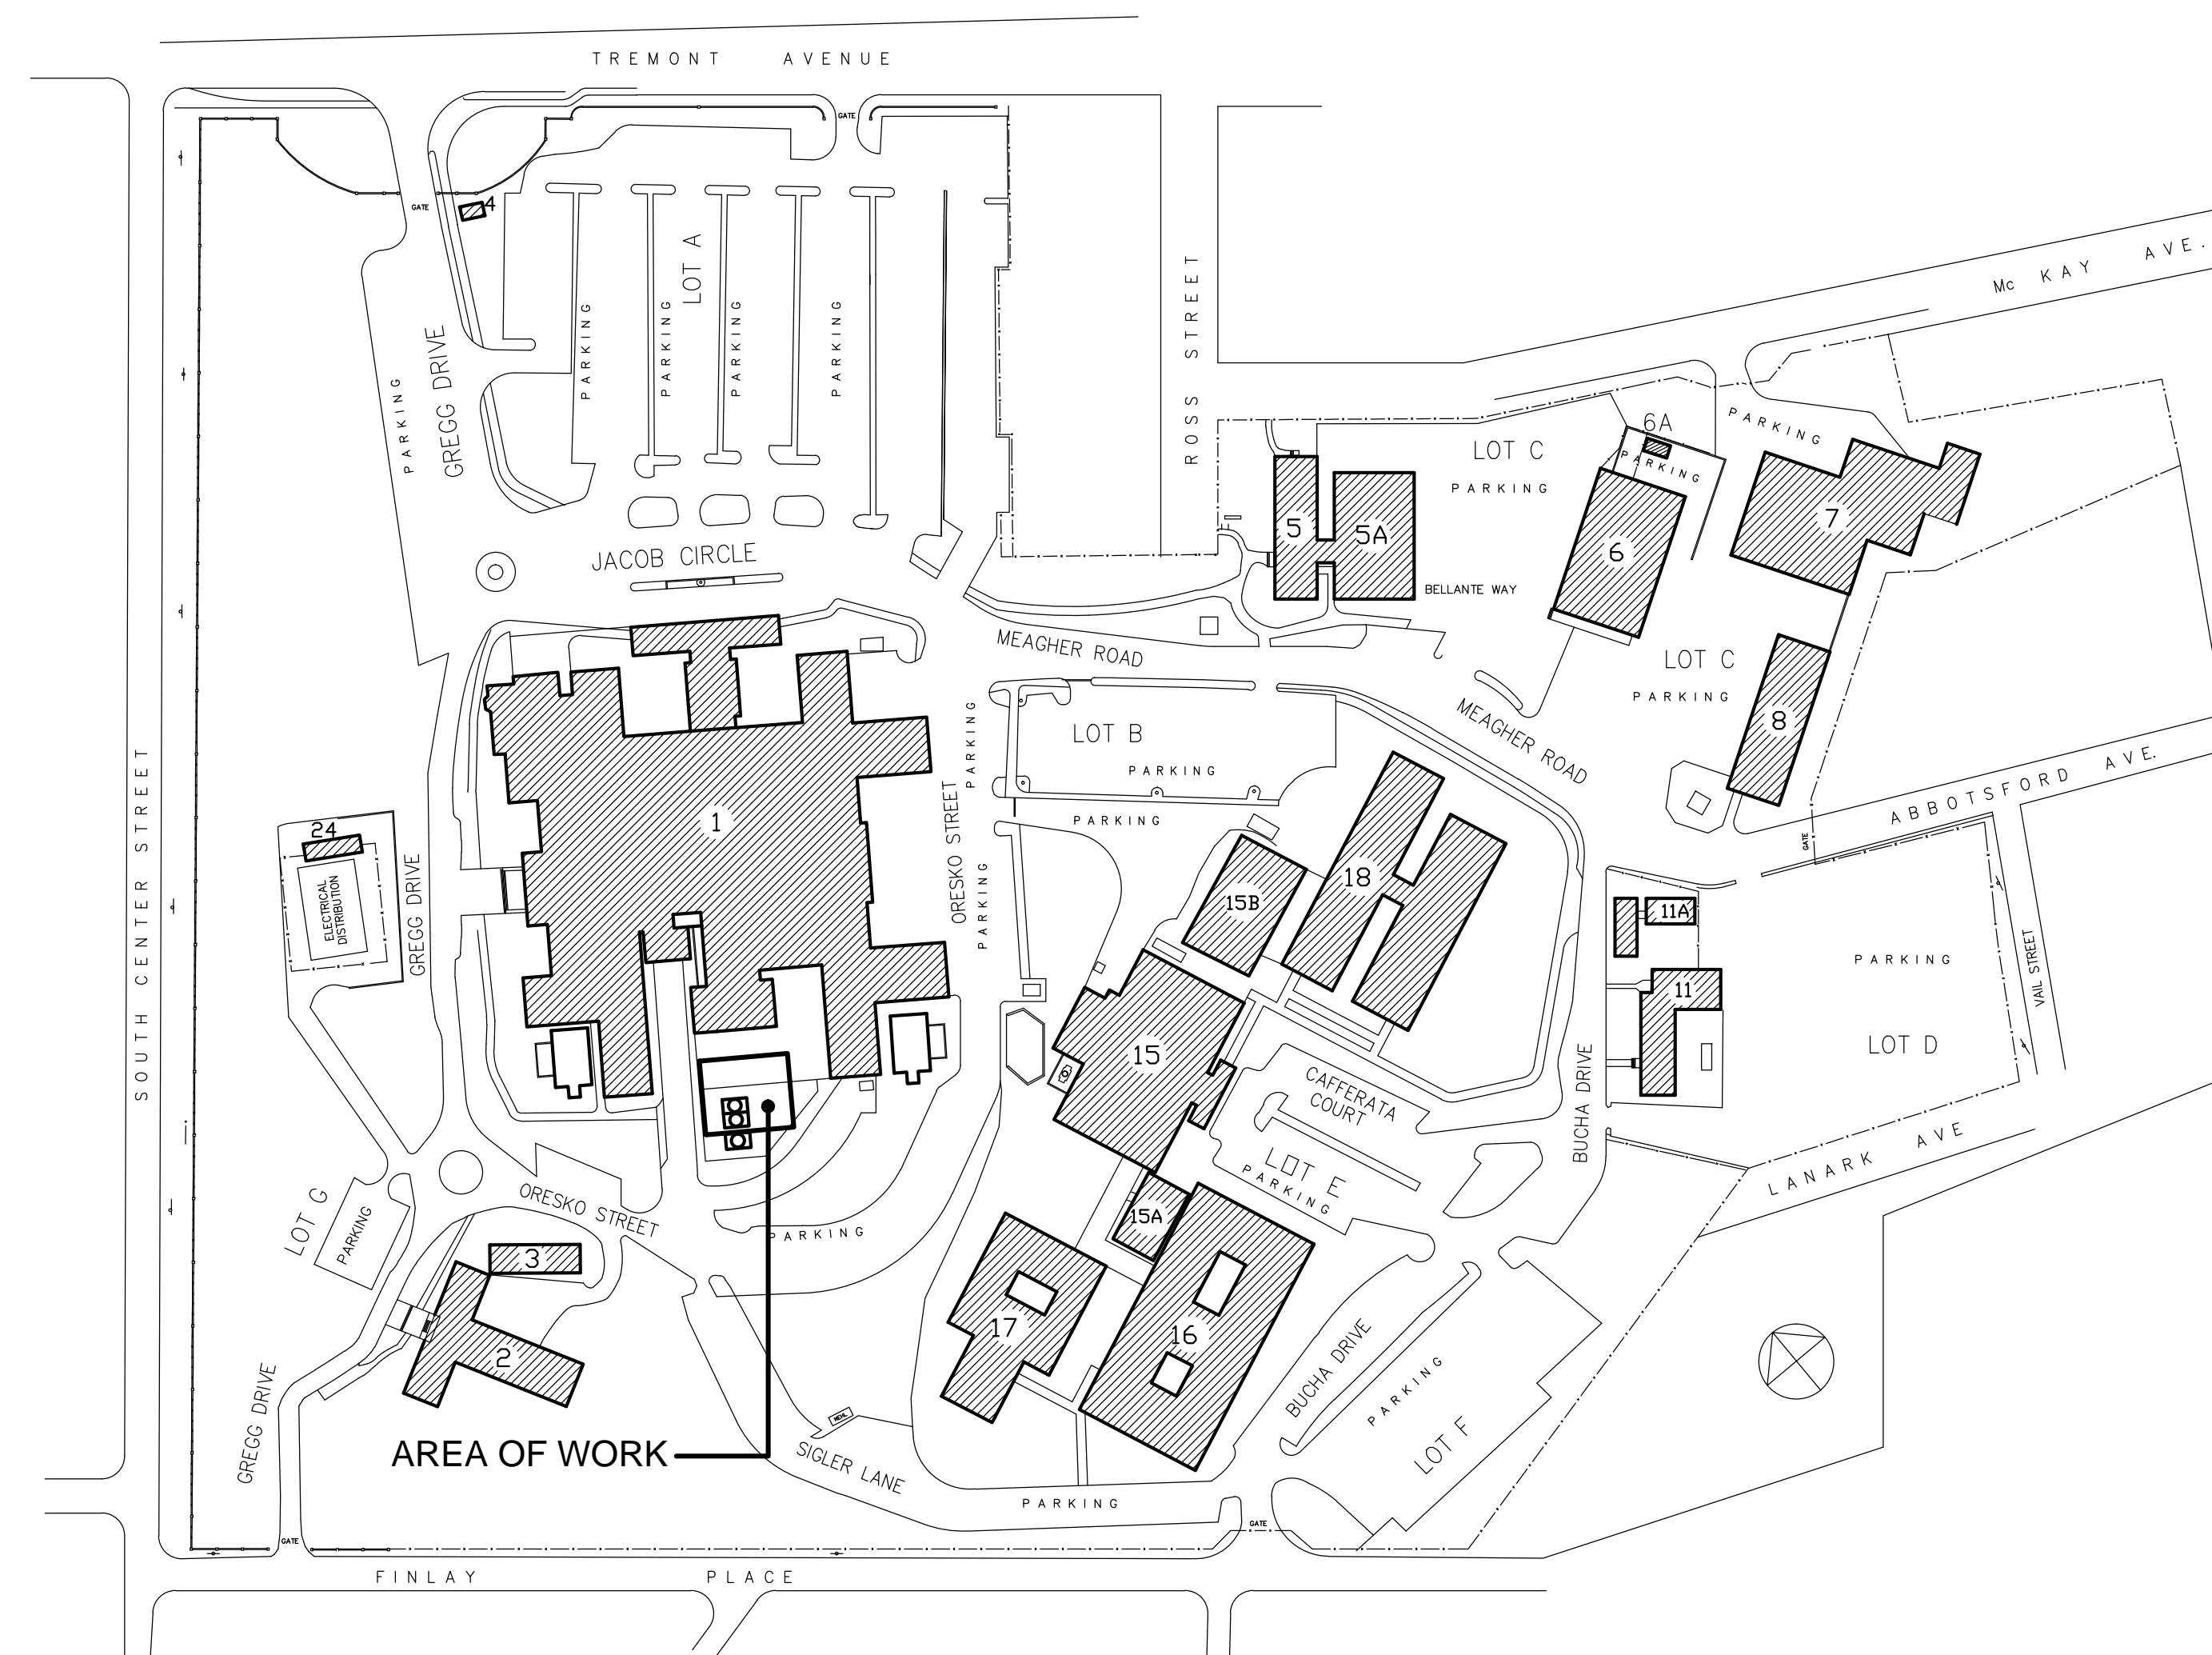 TREMONT AVENUE
GATE
GATE
4
LOT A
PARKING
PARKING
PARKING
PARKING
PARKING
GREGG DRIVE
ROSS STREET
Mc KAY AVE.
JACOB CIRCLE
5
5A
BELLANTE WAY
LOT C
PARKING
6A
PARKING
PARKING
6
7
MEAGHER ROAD
LOT C
PARKING
8
MEAGHER ROAD
ABBOTSFORD AVE.
GATE
SOUTH CENTER STREET
24
ELECTRICAL
DISTRIBUTION
GREGG DRIVE
1
ORESKO STREET
PARKING
PARKING
LOT B
PARKING
PARKING
15B
18
15
11A
11
PARKING
LOT D
VAIL STREET
BUCHA DRIVE
CAFFERATA
COURT
LOT E
PARKING
LANARK AVE
LOT G
PARKING
ORESKO STREET
PARKING
3
2
15A
17
16
GREGG DRIVE
AREA OF WORK
SIGLER LANE
BUCHA DRIVE
PARKING
LOT F
PARKING
GATE
GATE
FINLAY PLACE